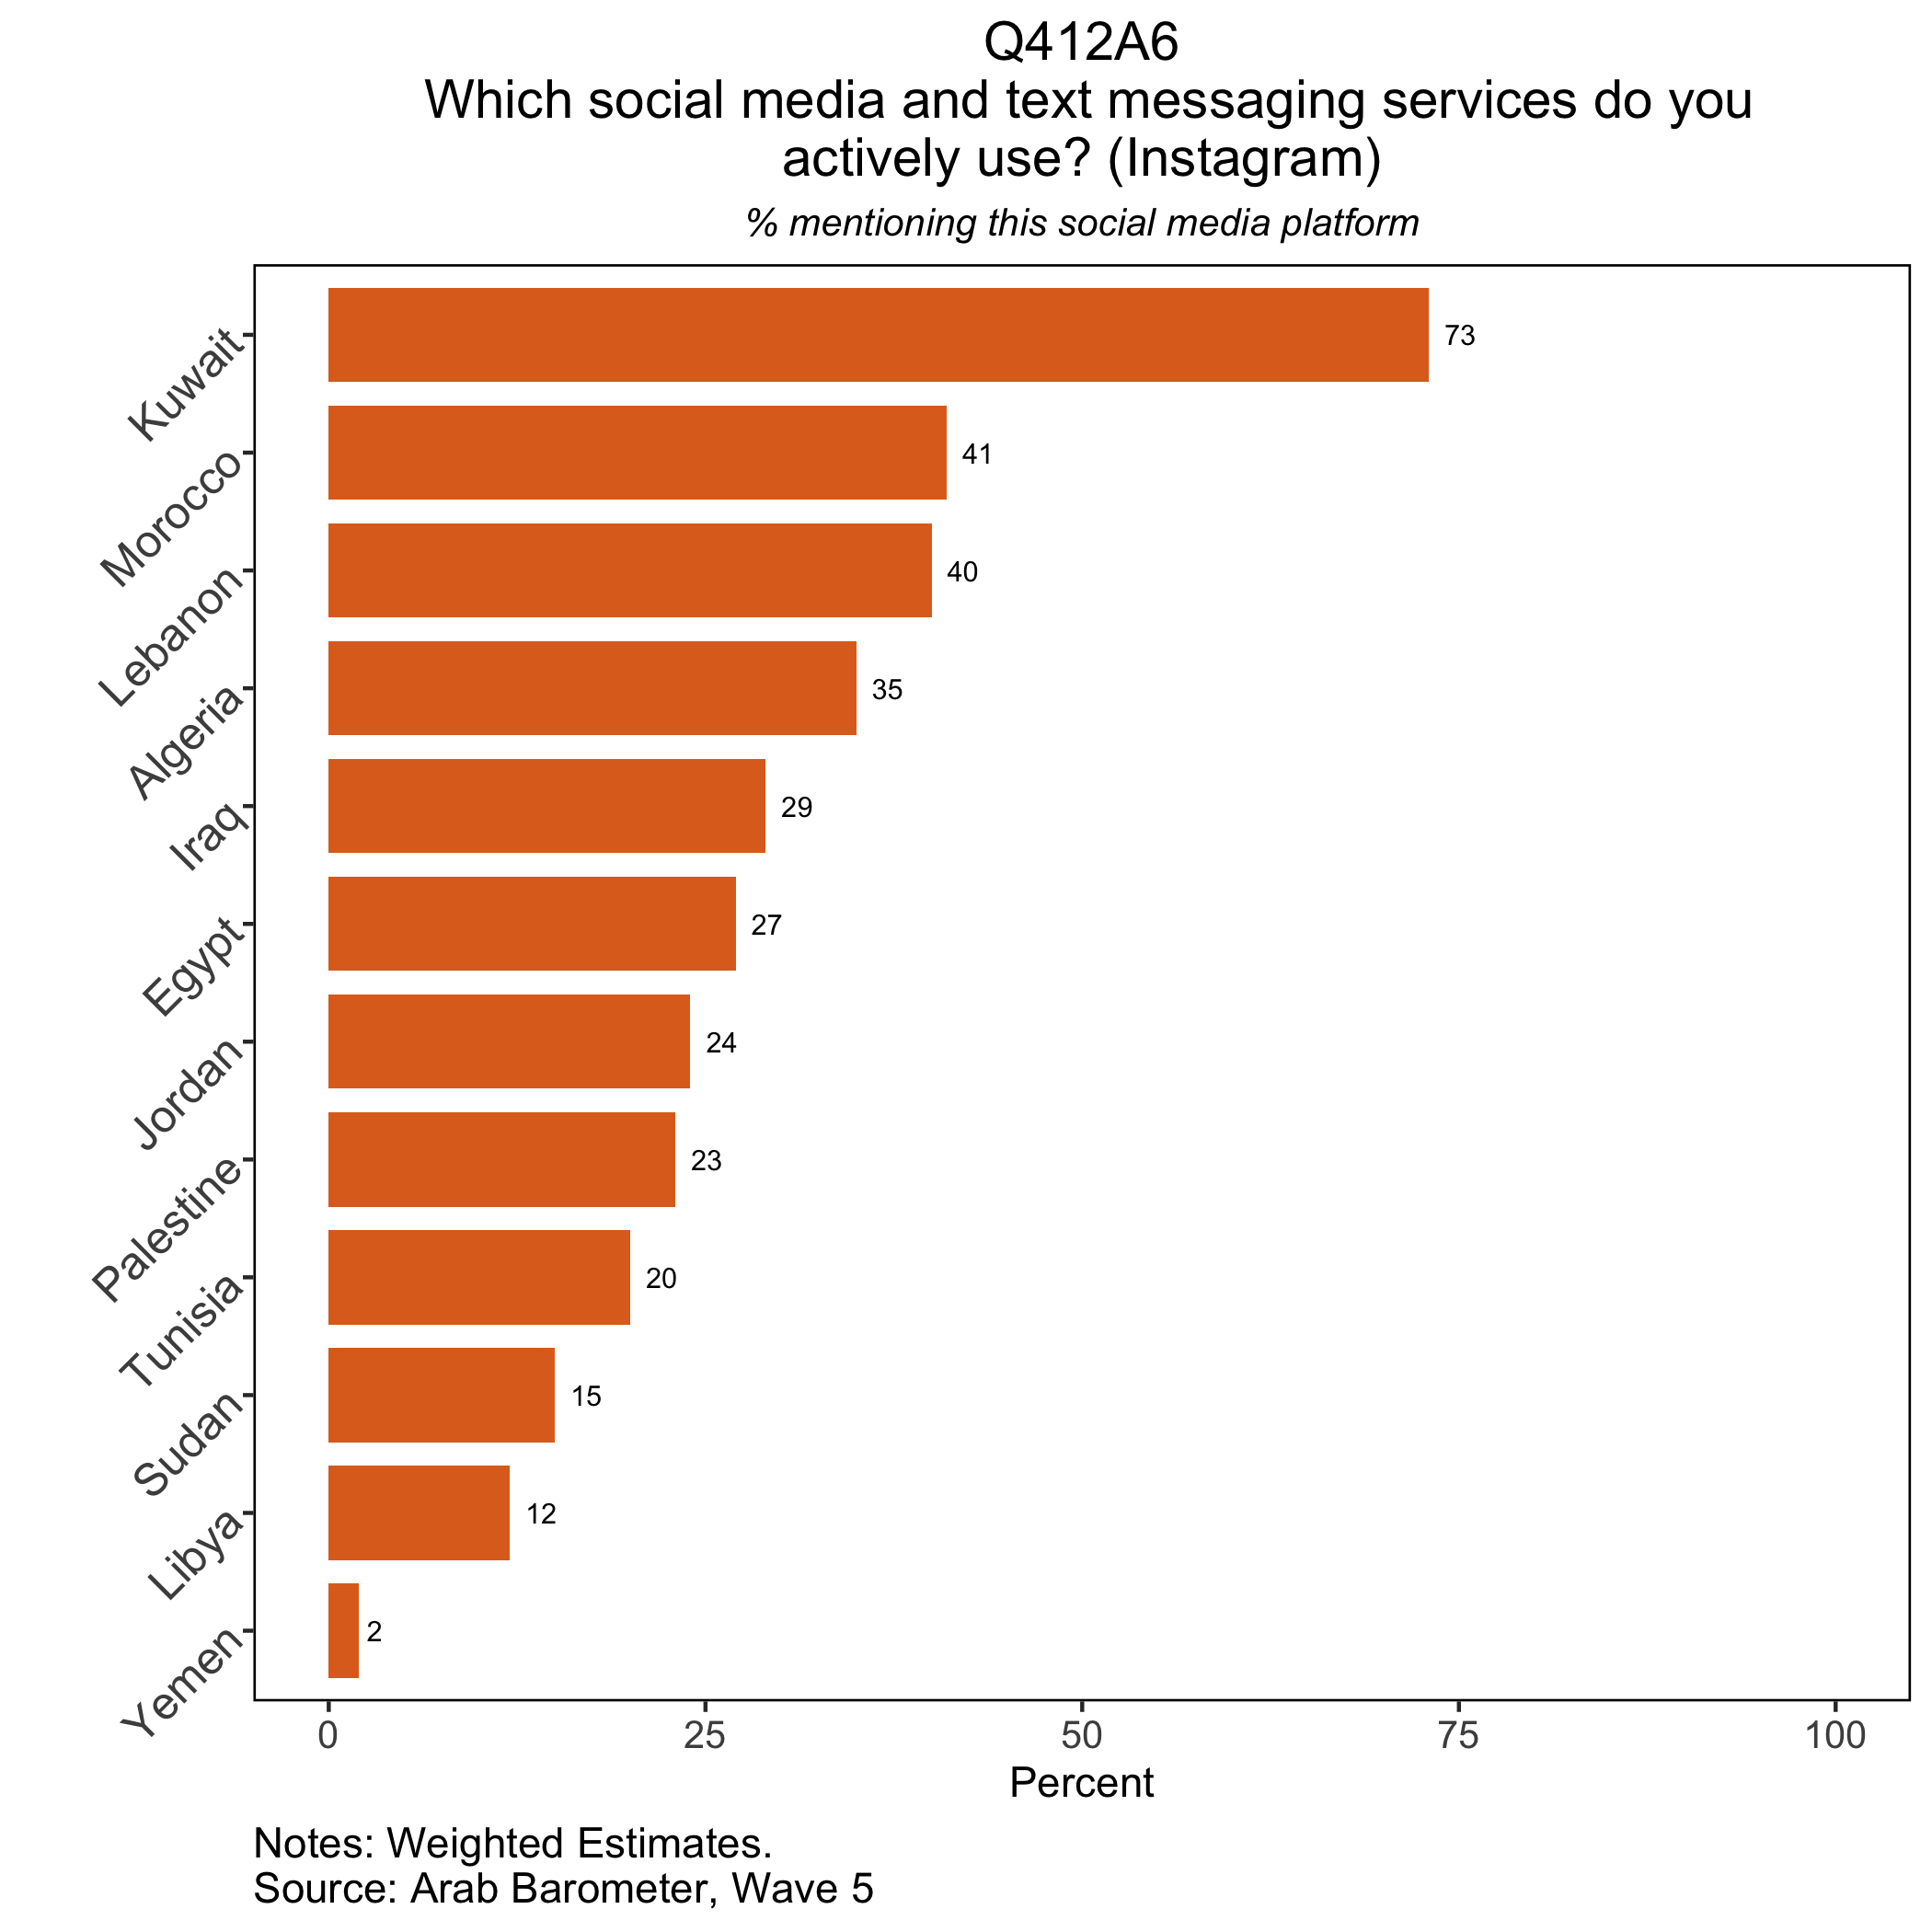 Q412A6
Which social media and text messaging services do you
actively use? (Instagram)
% mentioning this social media platform
Kuwait
73
Morocco
41
Lebanon
40
Algeria
35
Iraq
29
Egypt
27
Jordan
24
Palestine
23
Tunisia
20
Sudan
15
Libya
12
Yemen
2
0 25 50 75 100
Percent
Notes: Weighted Estimates.
Source: Arab Barometer, Wave 5